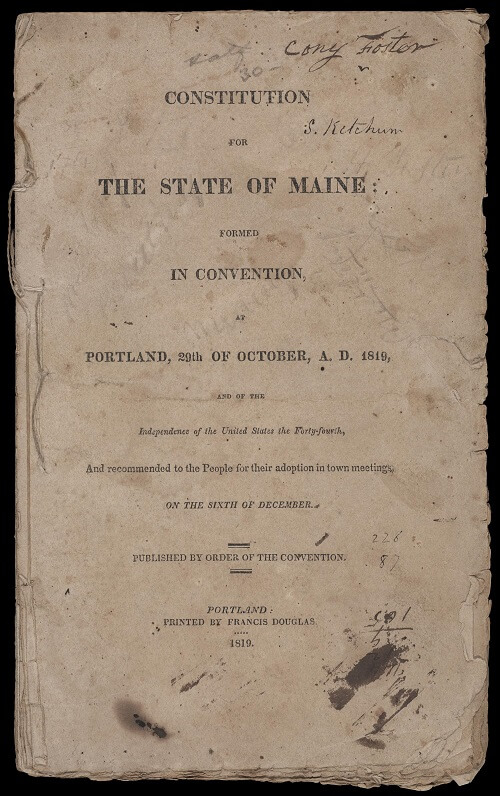 Cony Foster
30-
CONSTITUTION
S. Ketchum
FOR
THE STATE OF MAINE:
FORMED
IN CONVENTION,
AT
PORTLAND, 29th OF OCTOBER, A. D. 1819,
AND OF THE
Independence of the United States the Forty-fourth,
And recommended to the People for their adoption in town meetings,
ON THE SIXTH OF DECEMBER.
226
PUBLISHED BY ORDER OF THE CONVENTION.
87
PORTLAND:
PRINTED BY FRANCIS DOUGLAS.
1819.